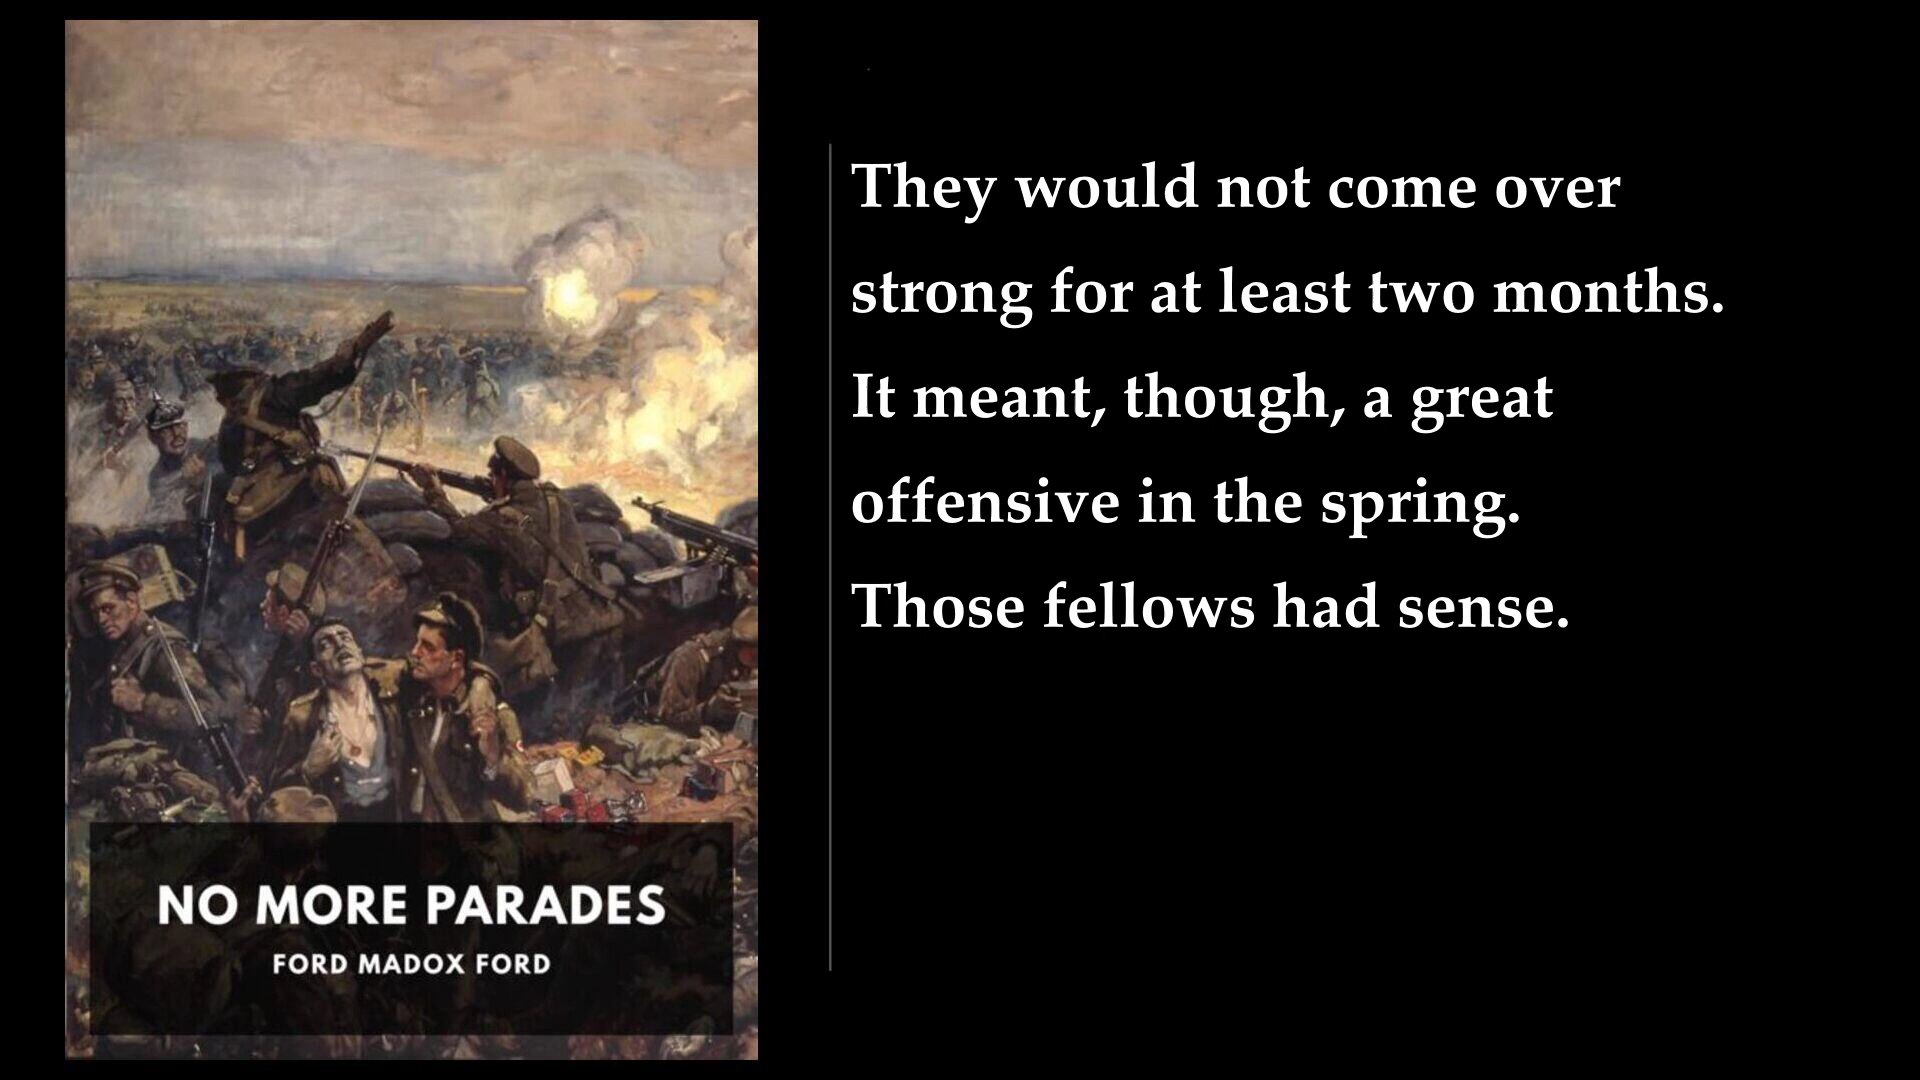 They would not come over
strong for at least two months.
It meant, though, a great
offensive in the spring.
Those fellows had sense.
NO MORE PARADES
FORD MADOX FORD